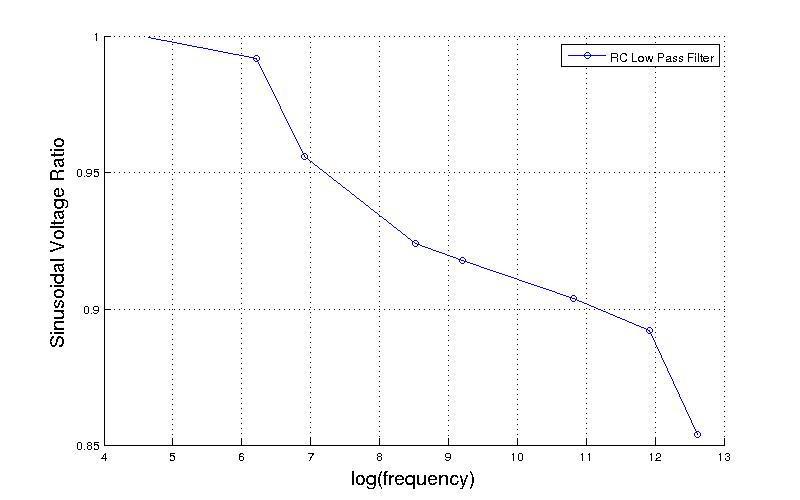 1
RC Low Pass Filter
0.95
Sinusoidal Voltage Ratio
0.9
0.85
4 5 6 7 8 9 10 11 12 13
log(frequency)